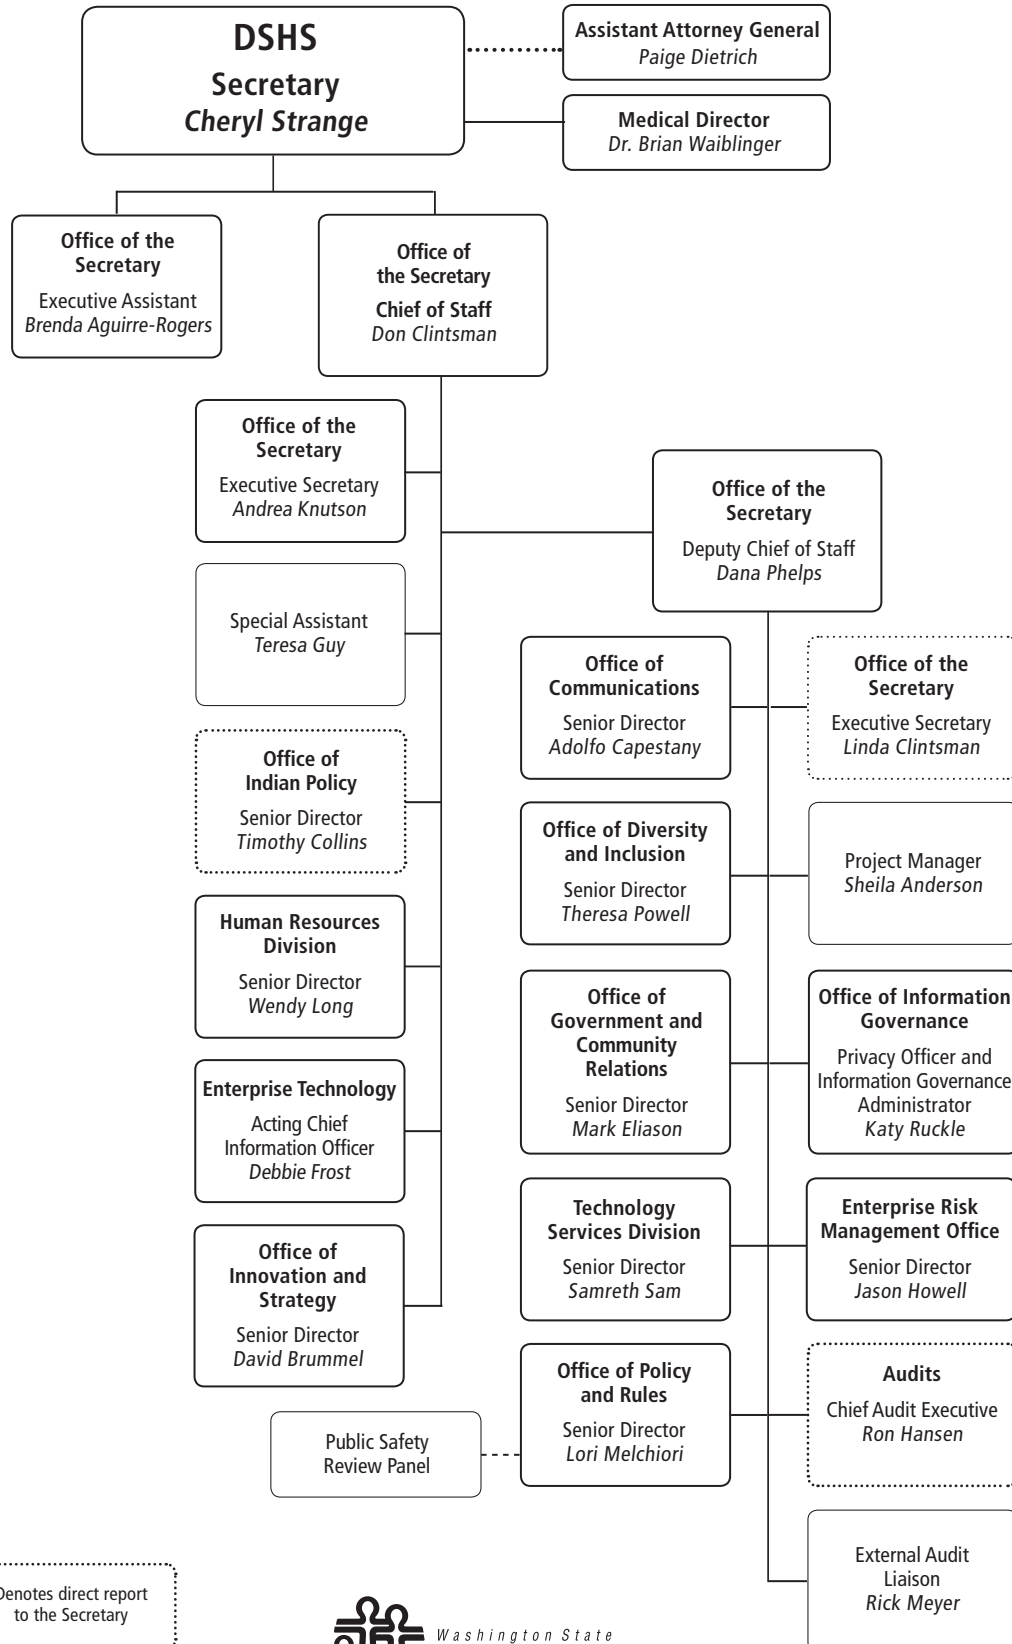 DSHS
Secretary
Cheryl Strange
Assistant Attorney General
Paige Dietrich
Medical Director
Dr. Brian Waiblinger
Office of the
Secretary
Executive Assistant
Brenda Aguirre-Rogers
Office of
the Secretary
Chief of Staff
Don Clintsman
Office of the
Secretary
Executive Secretary
Andrea Knutson
Special Assistant
Teresa Guy
Office of
Indian Policy
Senior Director
Timothy Collins
Human Resources
Division
Senior Director
Wendy Long
Enterprise Technology
Acting Chief
Information Officer
Debbie Frost
Office of
Innovation and
Strategy
Senior Director
David Brummel
Office of the
Secretary
Deputy Chief of Staff
Dana Phelps
Office of
Communications
Senior Director
Adolfo Capestany
Office of the
Secretary
Executive Secretary
Linda Clintsman
Office of Diversity
and Inclusion
Senior Director
Theresa Powell
Project Manager
Sheila Anderson
Office of
Government and
Community
Relations
Senior Director
Mark Eliason
Office of Information
Governance
Privacy Officer and
Information Governance
Administrator
Katy Ruckle
Technology
Services Division
Senior Director
Samreth Sam
Enterprise Risk
Management Office
Senior Director
Jason Howell
Office of Policy
and Rules
Senior Director
Lori Melchiori
Public Safety
Review Panel
Audits
Chief Audit Executive
Ron Hansen
External Audit
Liaison
Rick Meyer
Denotes direct report
to the Secretary
Washington State